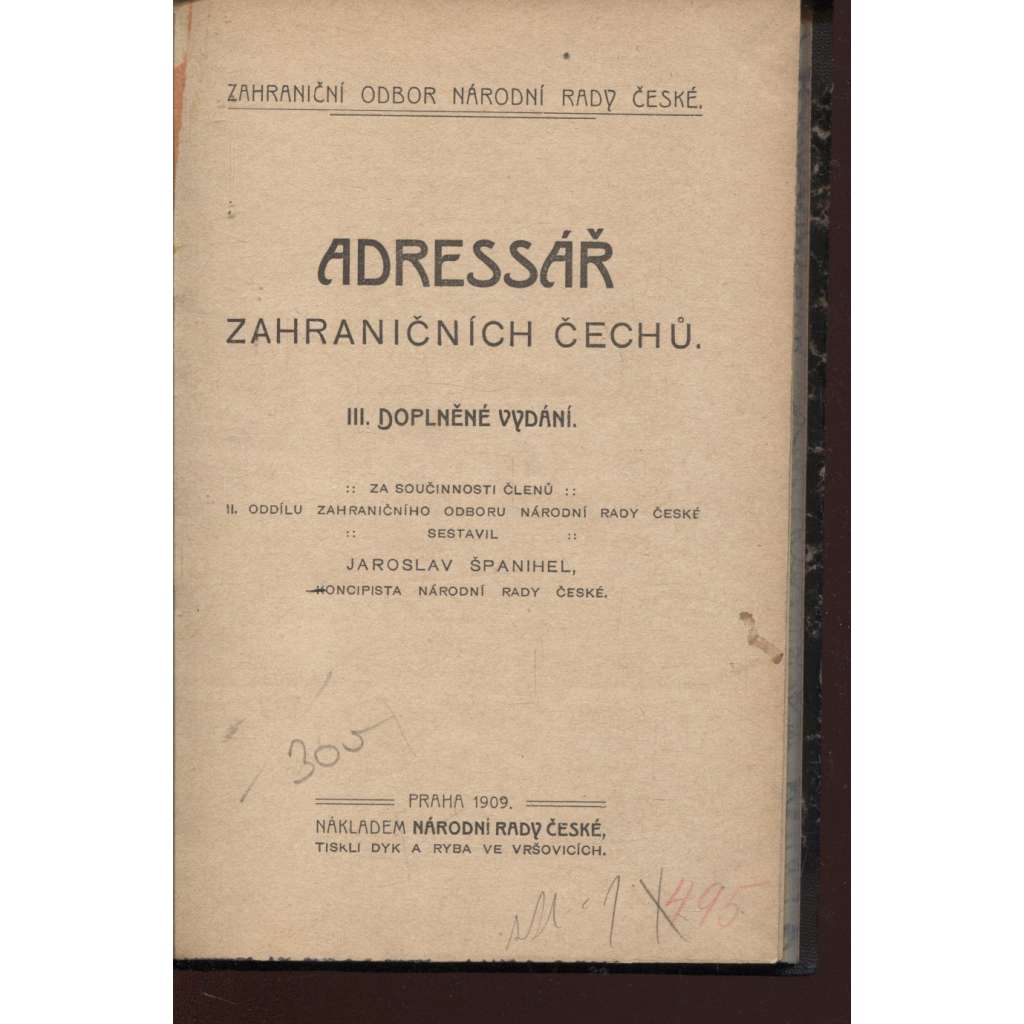 ZAHRANIČNÍ ODBOR NÁRODNÍ RADY ČESKÉ.
ADRESSÁŘ
ZAHRANIČNÍCH ČECHŮ.
III. DOPLNĚNÉ VYDÁNÍ.
:: ZA SOUČINNOSTI ČLENŮ ::
II. ODDÍLU ZAHRANIČNÍHO ODBORU NÁRODNÍ RADY ČESKÉ
:: SESTAVIL ::
JAROSLAV ŠPANIHEL,
KONCIPISTA NÁRODNÍ RADY ČESKÉ.
PRAHA 1909.
NÁKLADEM NÁRODNÍ RADY ČESKÉ,
TISKLI DYK A RYBA VE VRŠOVICÍCH.
495